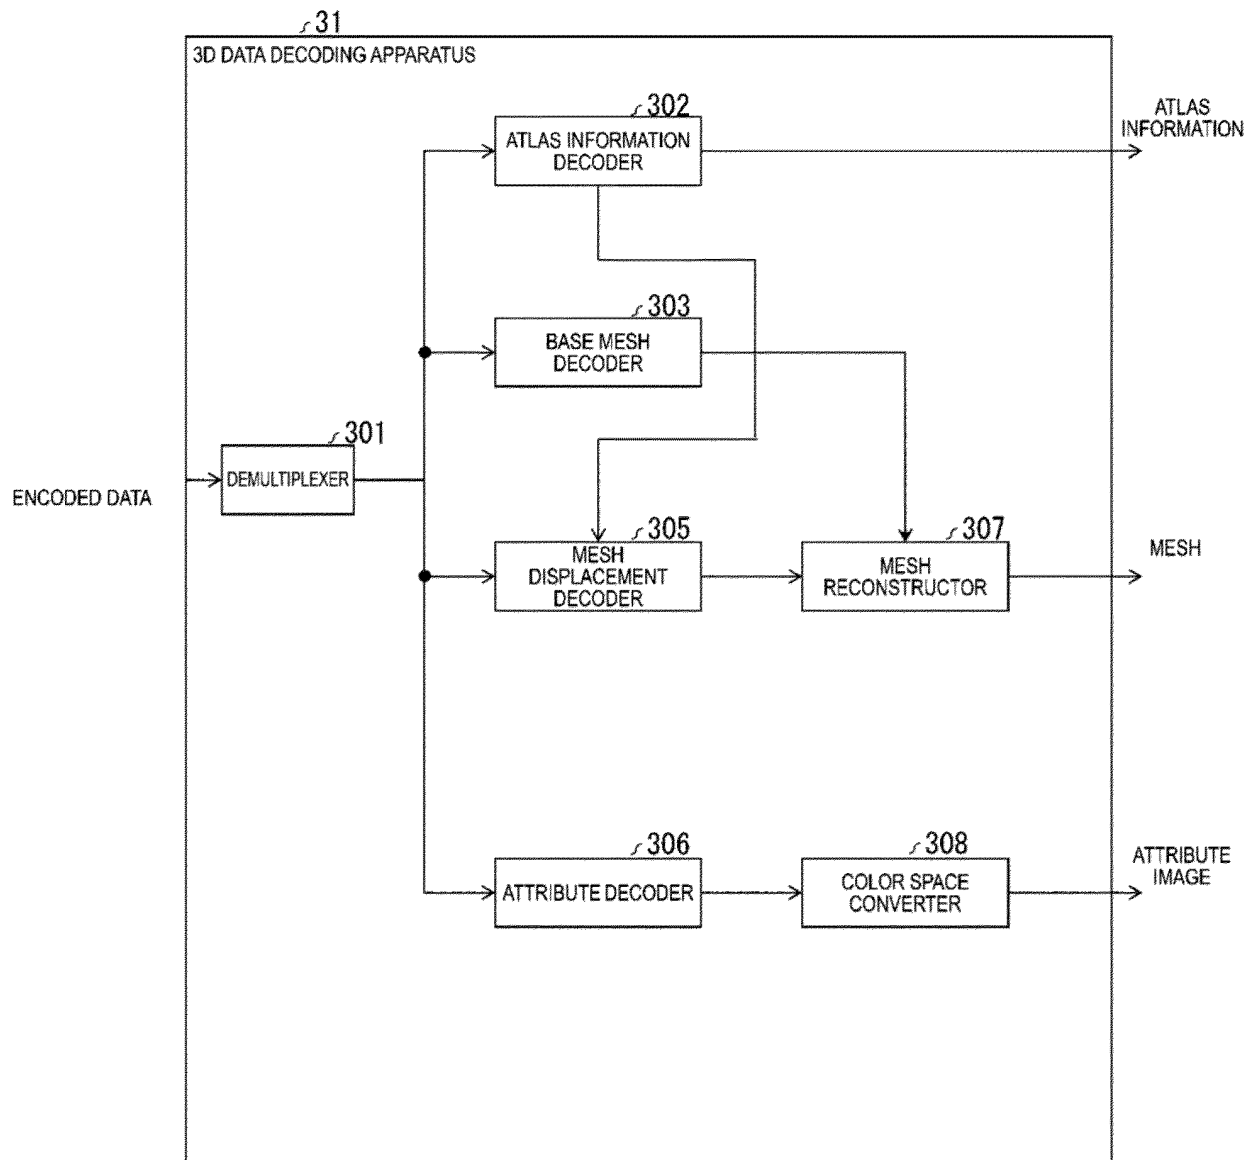 31
3D DATA DECODING APPARATUS
302
ATLAS INFORMATION
DECODER
ATLAS
INFORMATION
303
BASE MESH
DECODER
301
DEMULTIPLEXER
ENCODED DATA
305
MESH
DISPLACEMENT
DECODER
307
MESH
RECONSTRUCTOR
MESH
306
ATTRIBUTE DECODER
308
COLOR SPACE
CONVERTER
ATTRIBUTE
IMAGE